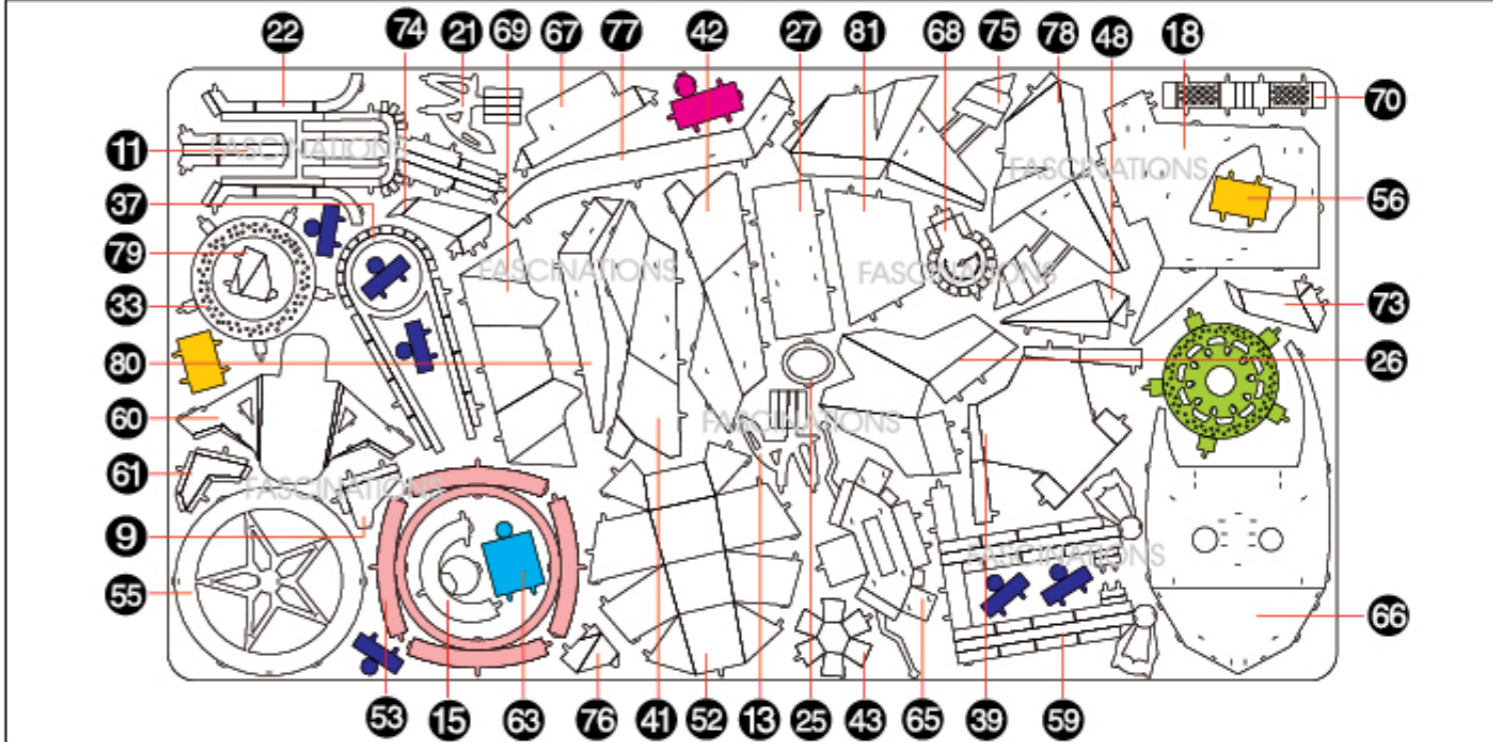 22 74 21 69 67 77 42 27 81 68 75 78 48 18
70
11 FASCINATIONS FASCINATIONS
37 56
79 FASCINATIONS FASCINATIONS
33 73
80 26
60 FASCINATIONS
61 FASCINATIONS
9 FASCINATIONS
55 66
53 15 63 76 41 52 13 25 43 65 39 59